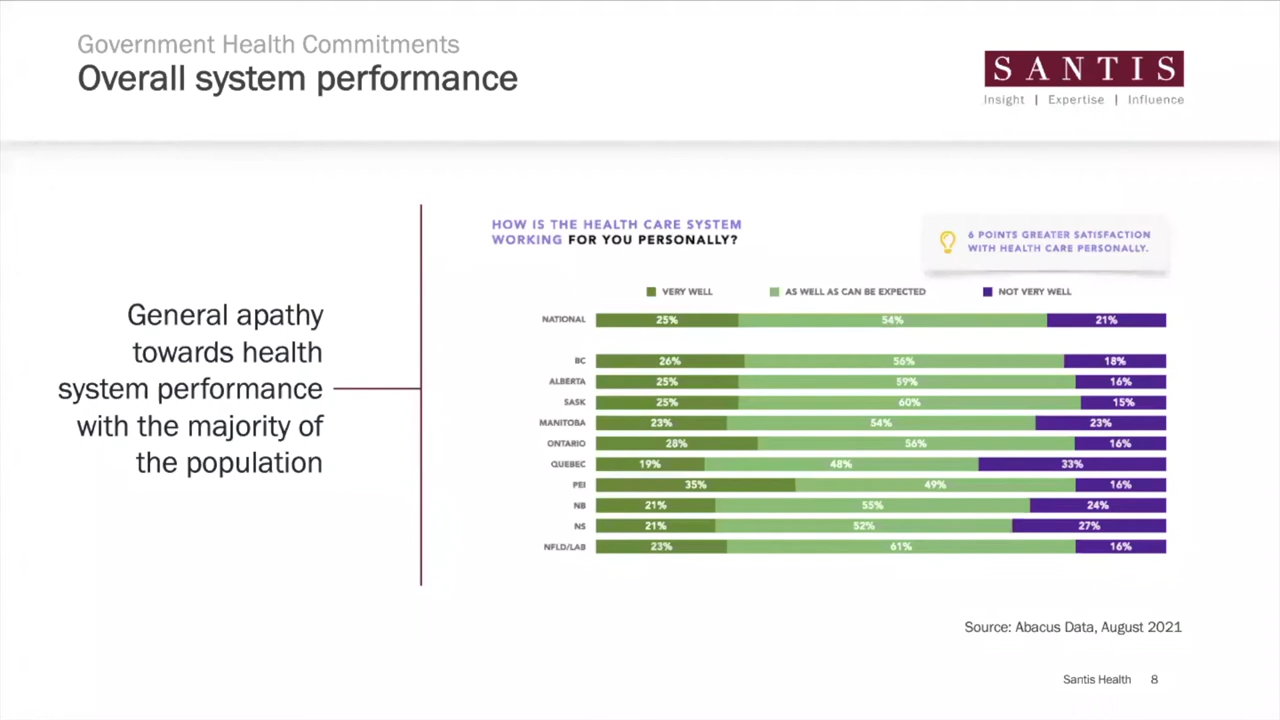 Government Health Commitments
Overall system performance
SANTIS
Insight | Expertise | Influence
General apathy
towards health
system performance
with the majority of
the population
HOW IS THE HEALTH CARE SYSTEM
WORKING FOR YOU PERSONALLY?
6 POINTS GREATER SATISFACTION
WITH HEALTH CARE PERSONALLY.
VERY WELL AS WELL AS CAN BE EXPECTED NOT VERY WELL
NATIONAL 25% 54% 21%
BC 26% 56% 18%
ALBERTA 25% 59% 16%
SASK 25% 60% 15%
MANITOBA 23% 54% 23%
ONTARIO 28% 56% 16%
QUEBEC 19% 48% 33%
PEI 35% 49% 16%
NB 21% 55% 24%
NS 21% 52% 27%
NFLD/LAB 23% 61% 16%
Source: Abacus Data, August 2021
Santis Health 8